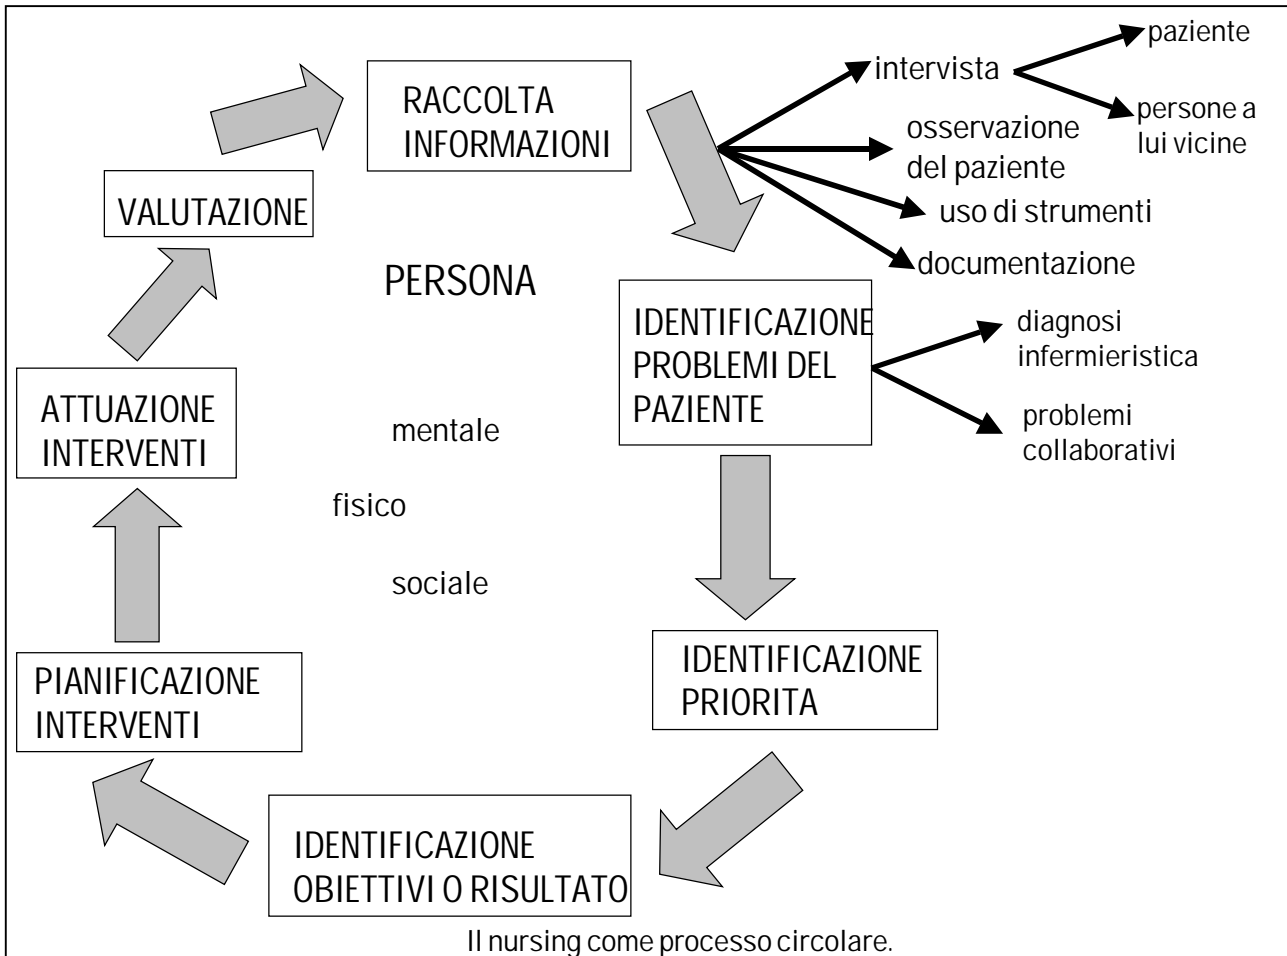 RACCOLTA
INFORMAZIONI
intervista
paziente
persone a
lui vicine
osservazione
del paziente
uso di strumenti
documentazione
VALUTAZIONE
PERSONA
IDENTIFICAZIONE
PROBLEMI DEL
PAZIENTE
diagnosi
infermieristica
problemi
collaborativi
ATTUAZIONE
INTERVENTI
mentale
fisico
sociale
IDENTIFICAZIONE
PRIORITA
PIANIFICAZIONE
INTERVENTI
IDENTIFICAZIONE
OBIETTIVI O RISULTATO
Il nursing come processo circolare.